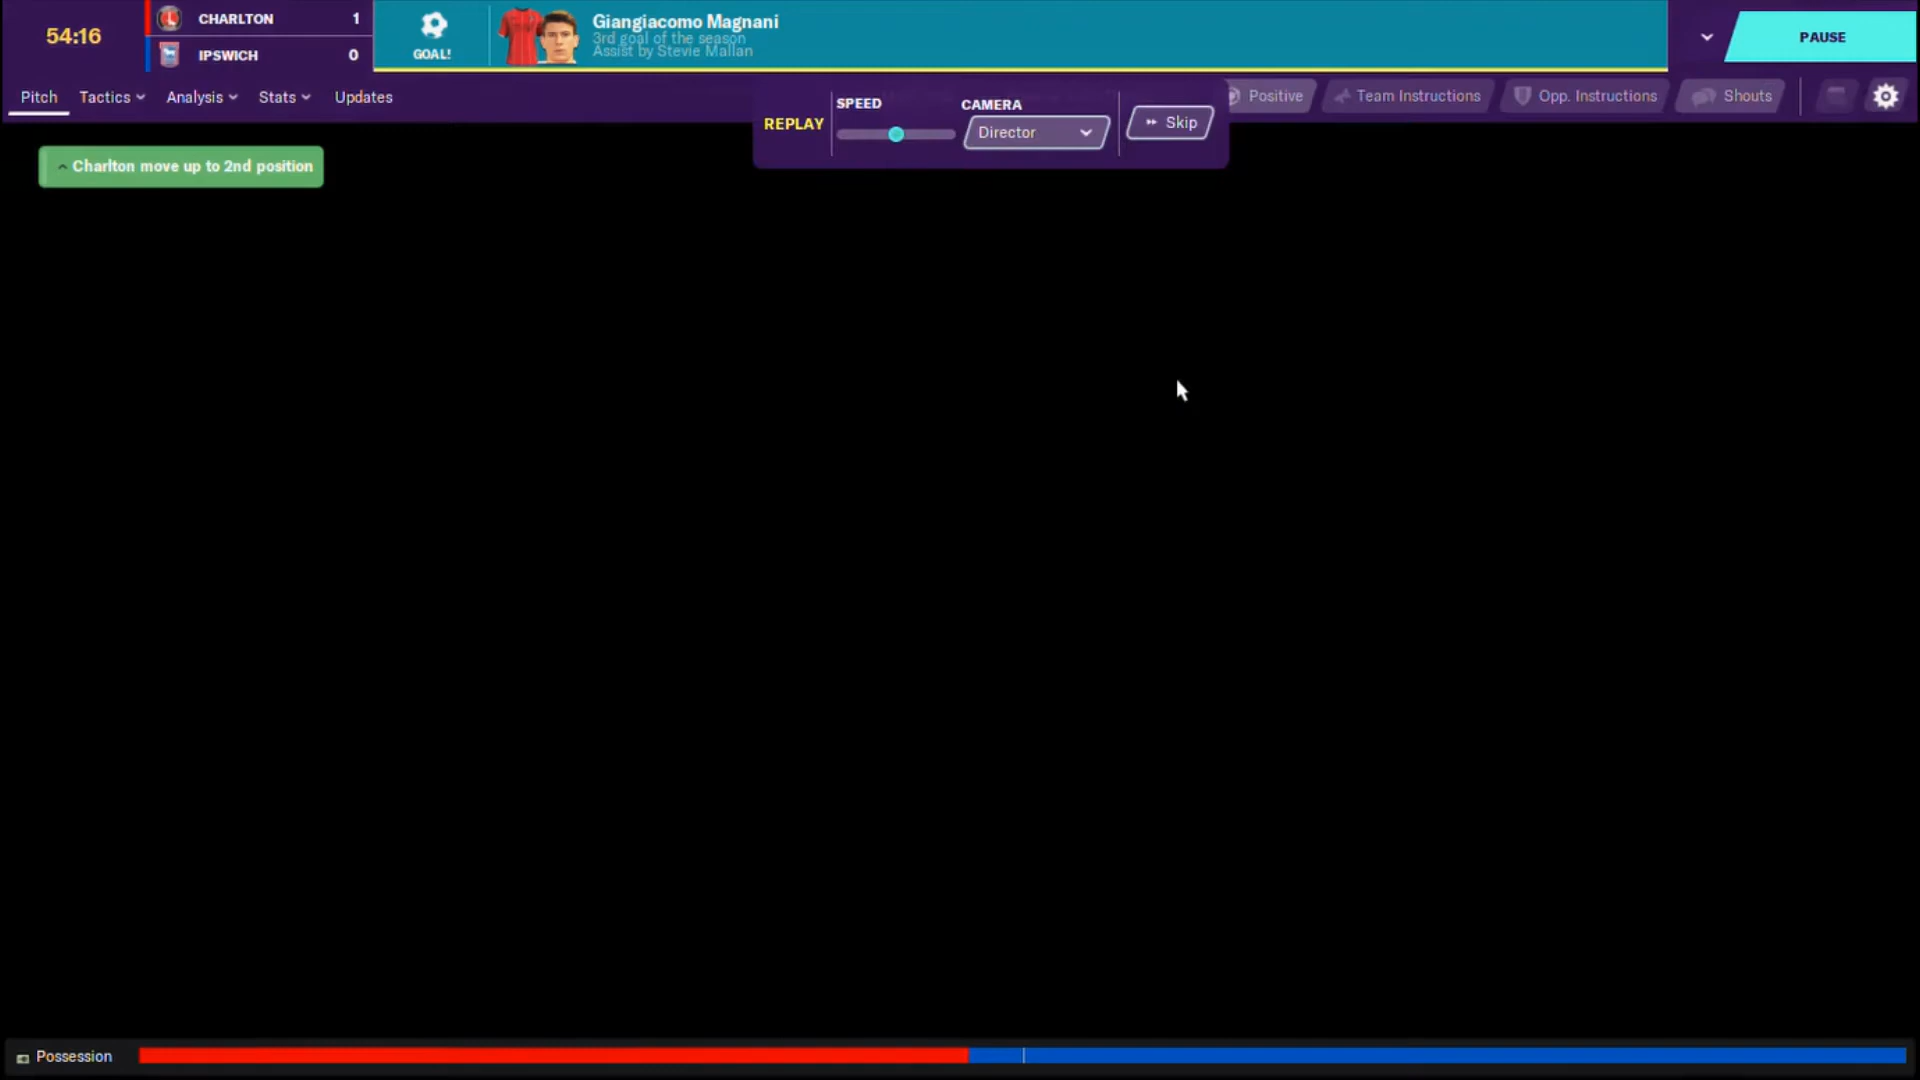 54:16
CHARLTON 1
IPSWICH 0
GOAL!
Giangiacomo Magnani
3rd goal of the season
Assist by Stevie Mallan
PAUSE
Pitch
Tactics
Analysis
Stats
Updates
REPLAY
SPEED
CAMERA
Director
Skip
Positive
Team Instructions
Opp. Instructions
Shouts
Charlton move up to 2nd position
Possession